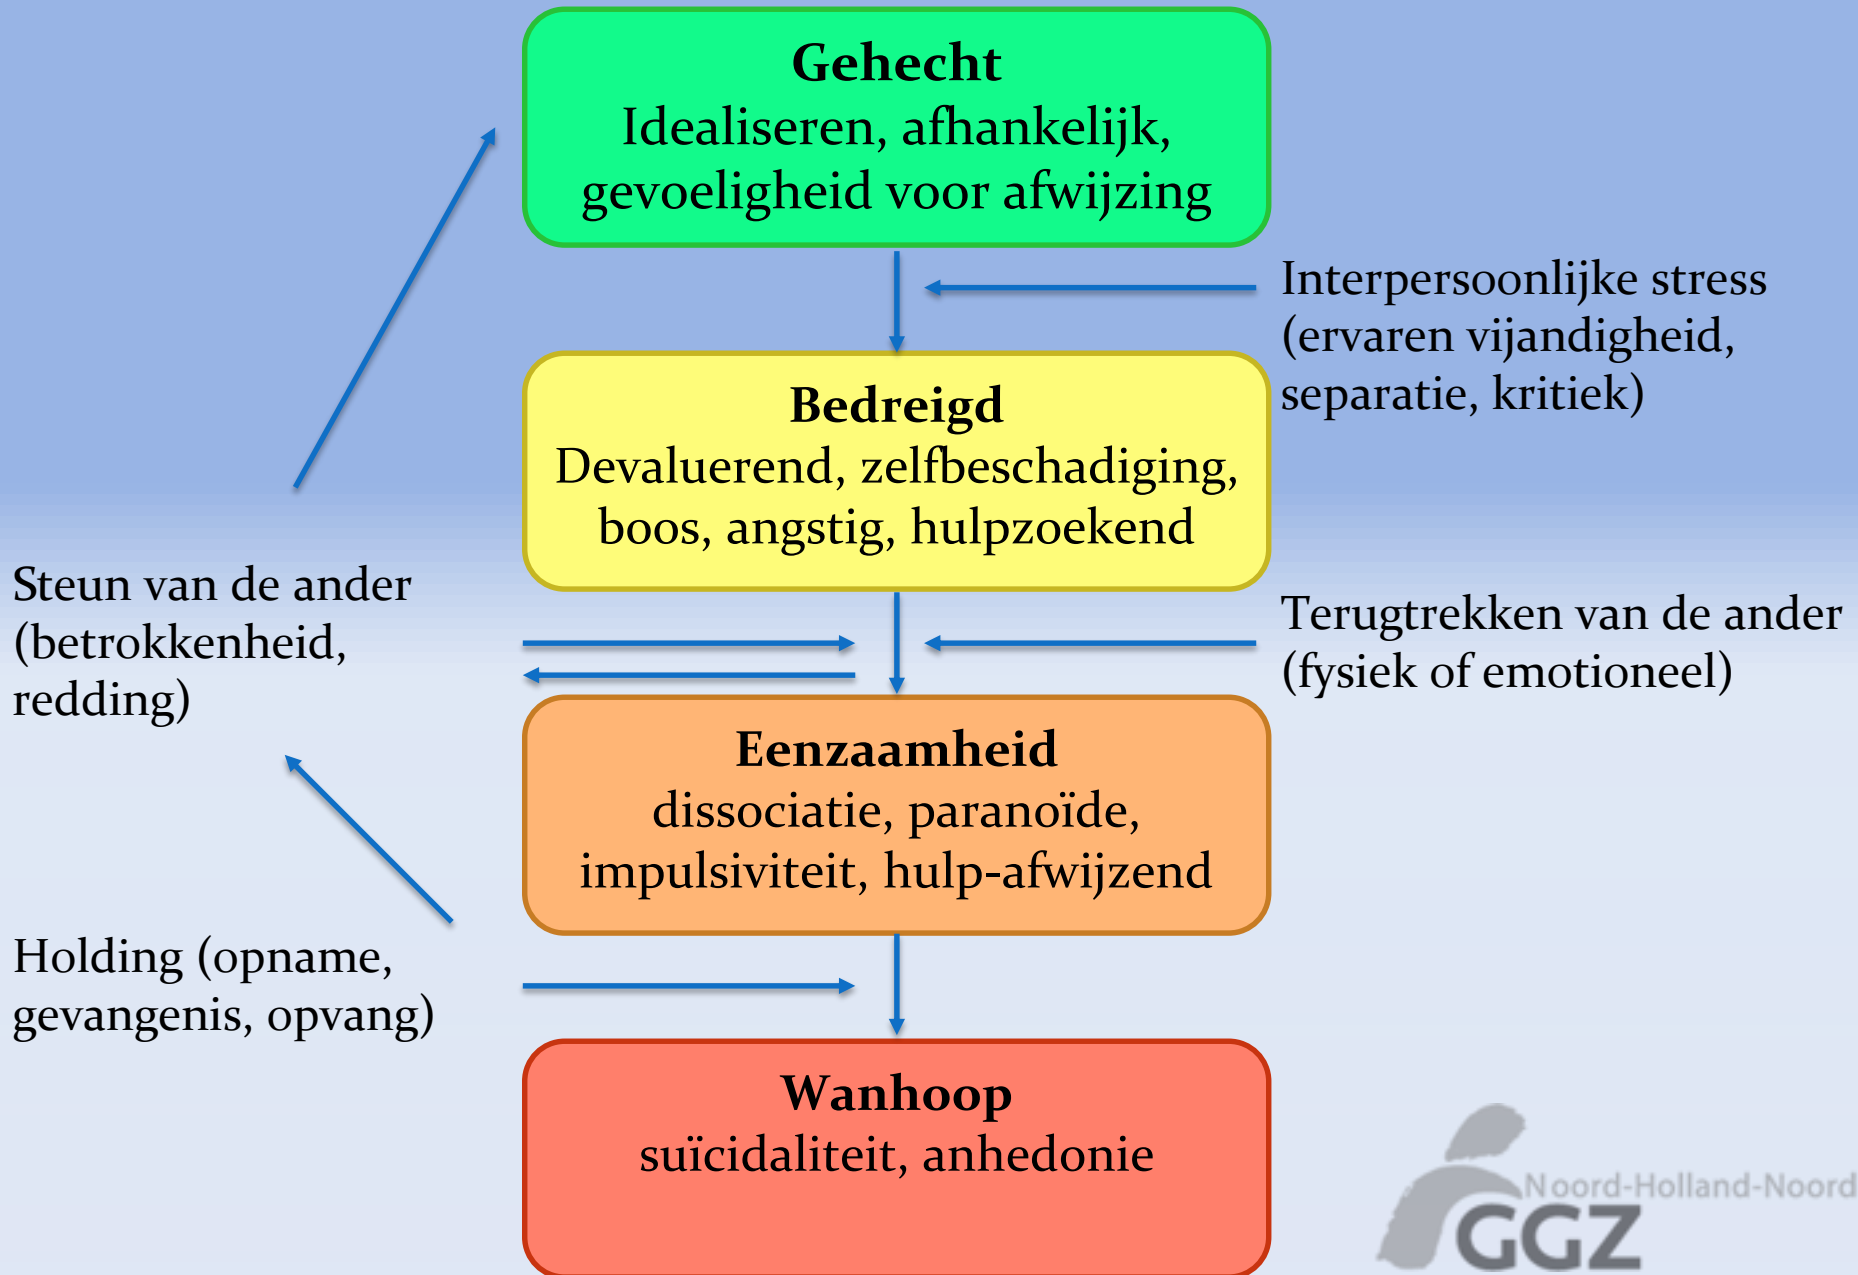 Gehecht
Idealiseren, afhankelijk,
gevoeligheid voor afwijzing
Interpersoonlijke stress
(ervaren vijandigheid,
separatie, kritiek)
Bedreigd
Devaluerend, zelfbeschadiging,
boos, angstig, hulpzoekend
Steun van de ander
(betrokkenheid,
redding)
Terugtrekken van de ander
(fysiek of emotioneel)
Eenzaamheid
dissociatie, paranoïde,
impulsiviteit, hulp-afwijzend
Holding (opname,
gevangenis, opvang)
Wanhoop
suïcidaliteit, anhedonie
Noord-Holland-Noord
GGZ